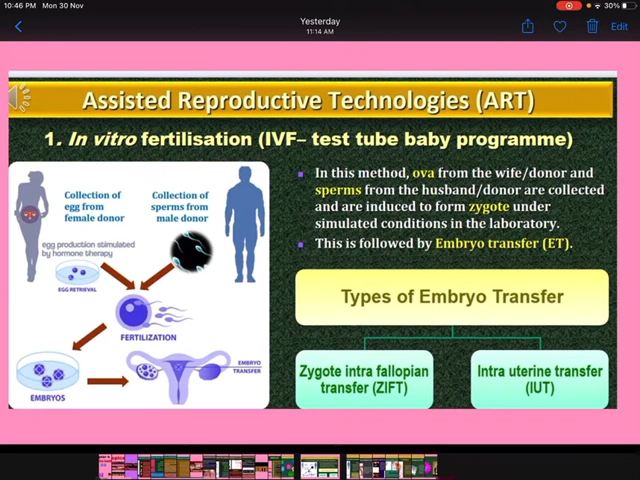 10:46 PM Mon 30 Nov
30%
Yesterday
11:14 AM
Edit
Assisted Reproductive Technologies (ART)
1. In vitro fertilisation (IVF– test tube baby programme)
Collection of
egg from
female donor
Collection of
sperms from
male donor
egg production stimulated
by hormone therapy
EGG RETRIEVAL
FERTILIZATION
EMBRYOS
EMBRYO
TRANSFER
In this method, ova from the wife/donor and
sperms from the husband/donor are collected
and are induced to form zygote under
simulated conditions in the laboratory.
This is followed by Embryo transfer (ET).
Types of Embryo Transfer
Zygote intra fallopian
transfer (ZIFT)
Intra uterine transfer
(IUT)